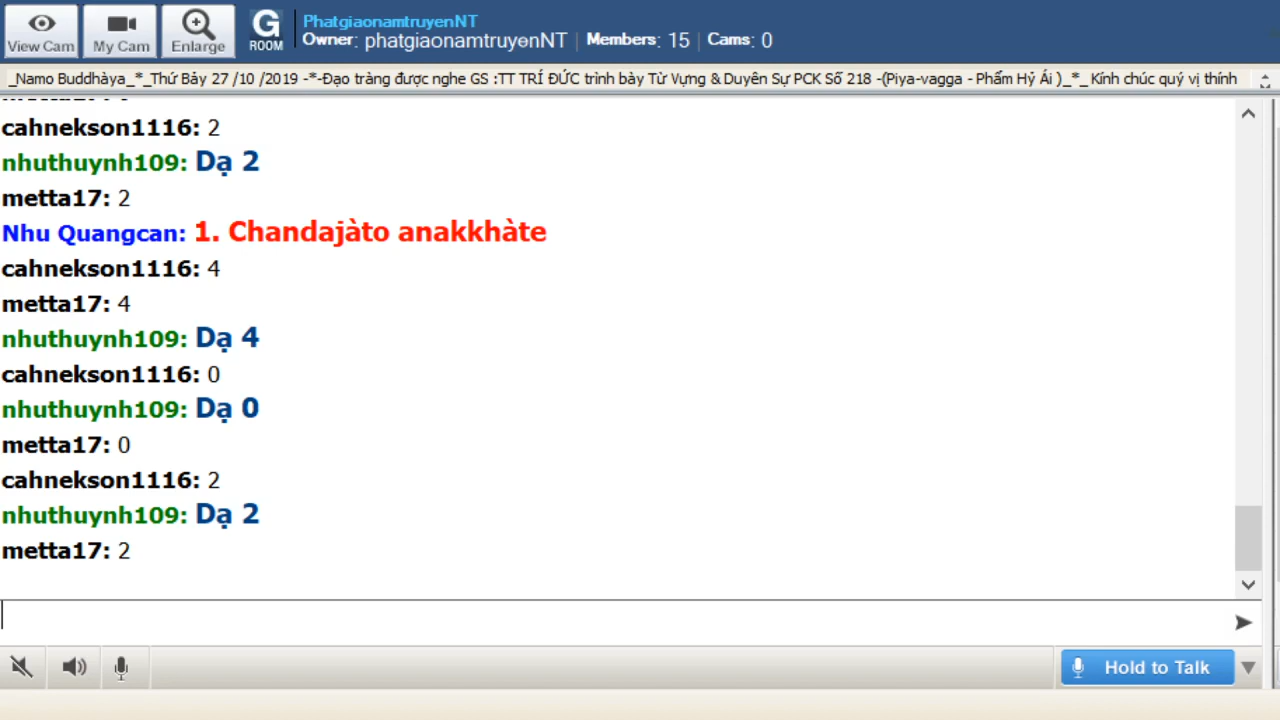 PhatgiaonamtruyenNT
View Cam My Cam Enlarge G ROOM Owner: phatgiaonamtruyenNT | Members: 15 | Cams: 0
_Namo Buddhàya_*_Thứ Bảy 27 /10 /2019 -*-Đạo tràng được nghe GS :TT TRÍ ĐỨC trình bày Từ Vựng & Duyên Sự PCK Số 218 -(Piya-vagga - Phẩm Hỷ Ái )_*_ Kính chúc quý vị thính
cahnekson1116: 2
nhuthuynh109: Dạ 2
metta17: 2
Nhu Quangcan: 1. Chandajàto anakkhàte
cahnekson1116: 4
metta17: 4
nhuthuynh109: Dạ 4
cahnekson1116: 0
nhuthuynh109: Dạ 0
metta17: 0
cahnekson1116: 2
nhuthuynh109: Dạ 2
metta17: 2
Hold to Talk